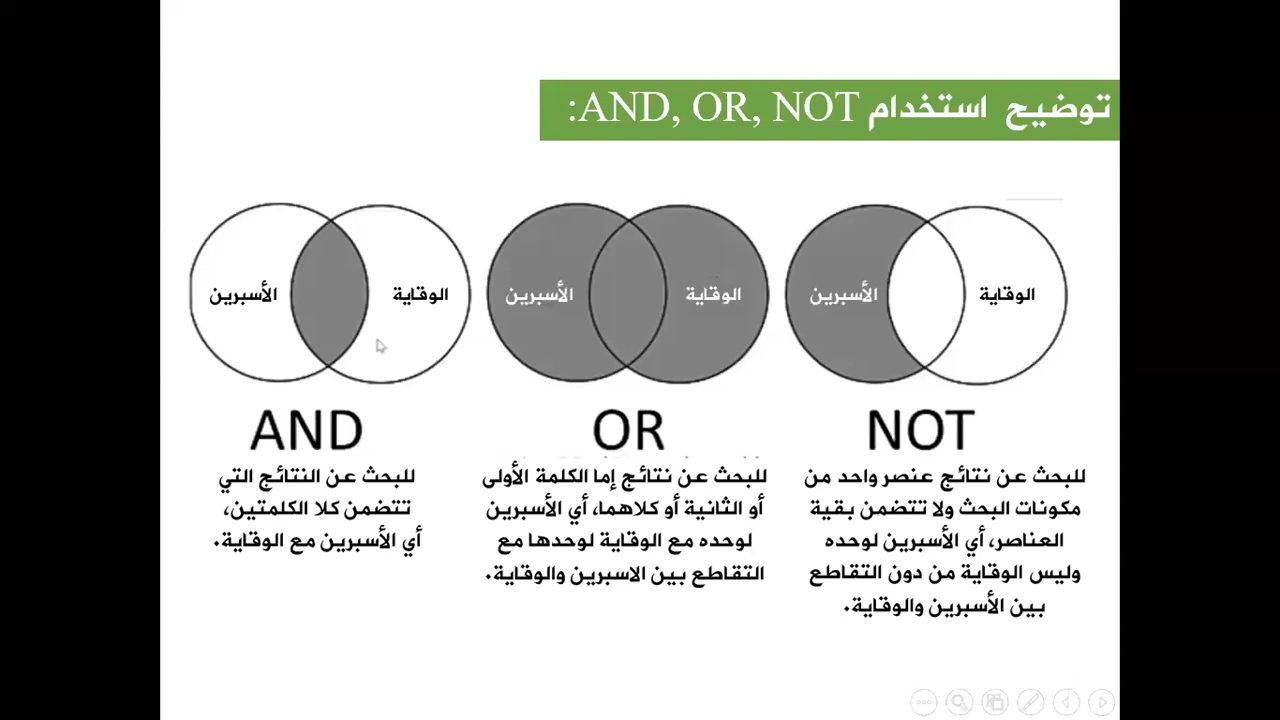 توضيح استخدام AND, OR, NOT:
الأسبرين
الوقاية
AND
للبحث عن النتائج التي
تتضمن كلا الكلمتين،
أي الأسبرين مع الوقاية.
الأسبرين
الوقاية
OR
للبحث عن نتائج إما الكلمة الأولى
أو الثانية أو كلاهما، أي الأسبرين
لوحده مع الوقاية لوحدها مع
التقاطع بين الاسبرين والوقاية.
الأسبرين
الوقاية
NOT
للبحث عن نتائج عنصر واحد من
مكونات البحث ولا تتضمن بقية
العناصر، أي الأسبرين لوحده
وليس الوقاية من دون التقاطع
بين الأسبرين والوقاية.